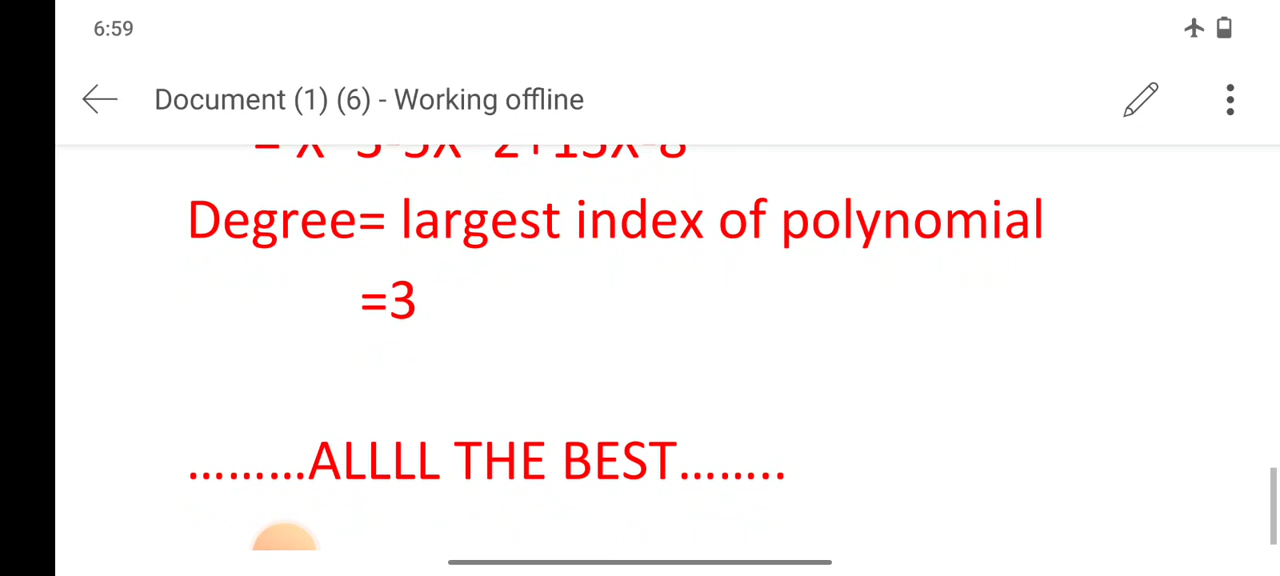 6:59
Document (1) (6) - Working offline
Degree= largest index of polynomial
=3
.........ALLLL THE BEST........